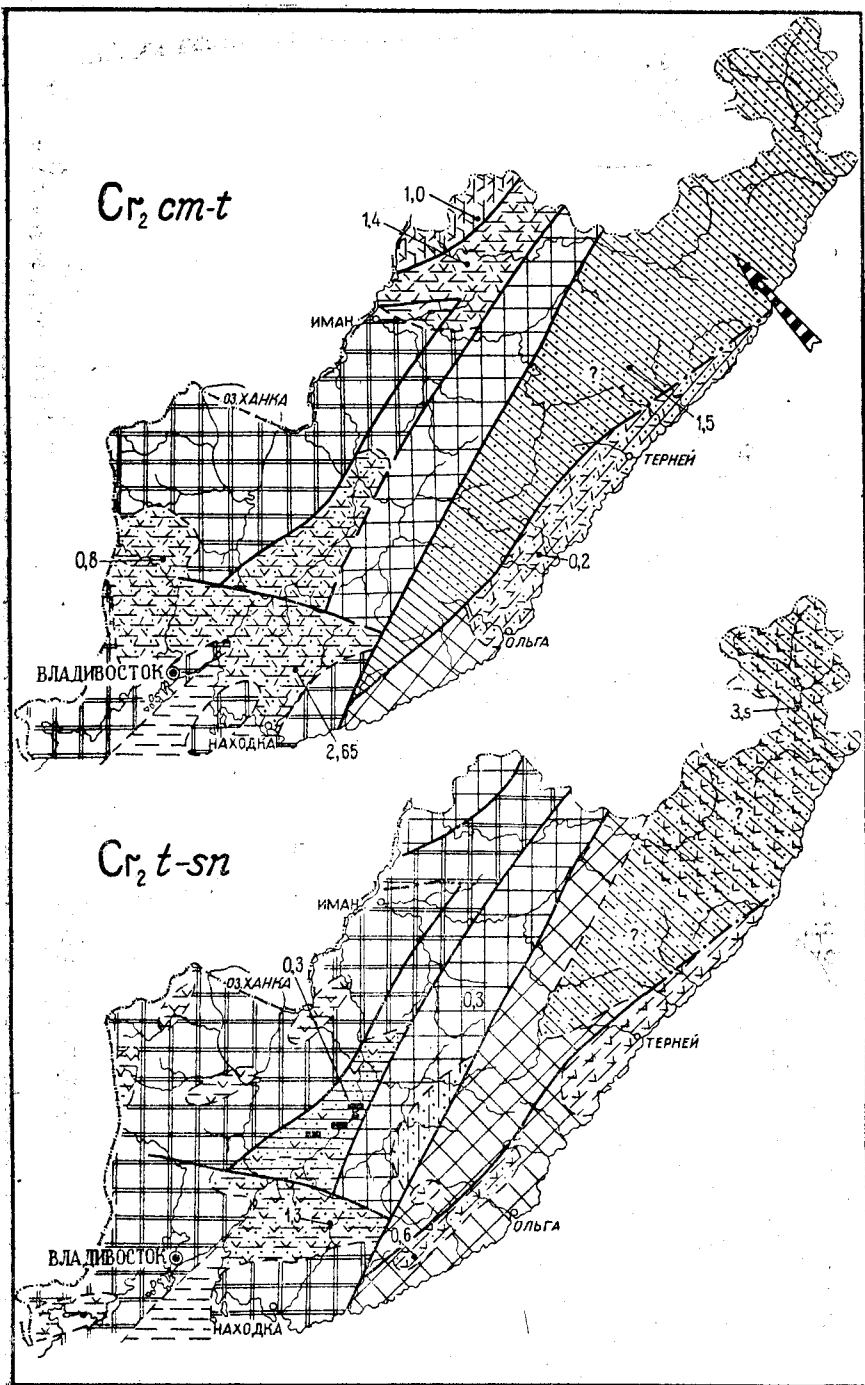 Cr₂ cm-t
1,0
1,4
ИМАН
ОЗ. ХАНКА
?
1,5
ТЕРНЕЙ
0,8
0,2
ОЛЬГА
ВЛАДИВОСТОК
НАХОДКА
2,65
3,5
Cr₂ t-sn
?
ИМАН
0,3
ОЗ. ХАНКА
0,3
?
ТЕРНЕЙ
1,3
ОЛЬГА
0,6
ВЛАДИВОСТОК
НАХОДКА